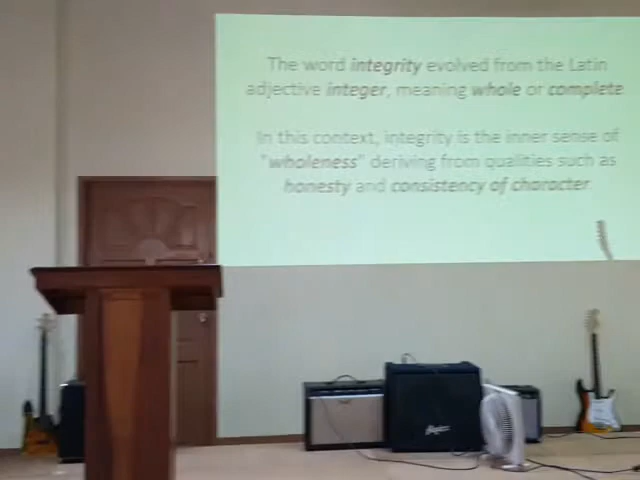 The word integrity evolved from the Latin
adjective integer, meaning whole or complete
In this context, integrity is the inner sense of
"wholeness" deriving from qualities such as
honesty and consistency of character.